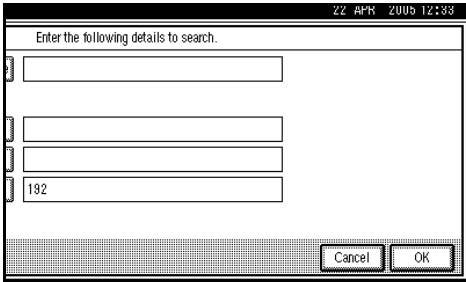 22 APR 2005 12:33
Enter the following details to search.
192
Cancel OK